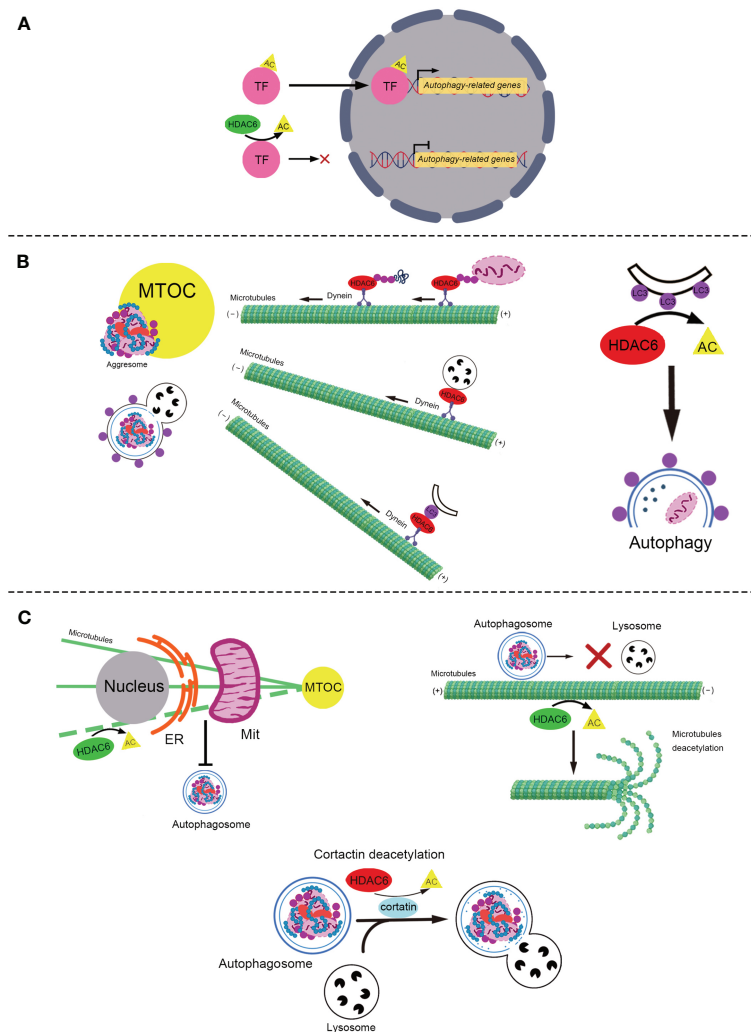 A
AC
TF
AC
TF
Autophagy-related genes
HDAC6
AC
TF
Autophagy-related genes
B
MTOC
Aggresome
Microtubules
Dynein
HDAC6
HDAC6
(−)
(+)
Microtubules
(−)
Dynein
HDAC6
(+)
Microtubules
(−)
Dynein
LC3
HDAC6
(+)
LC3
LC3
LC3
HDAC6
AC
Autophagy
C
Microtubules
Nucleus
MTOC
HDAC6
AC
ER
Mit
Autophagosome
Autophagosome
Lysosome
Microtubules
(+)
(−)
HDAC6
AC
Microtubules
deacetylation
Cortactin deacetylation
HDAC6
AC
cortatin
Autophagosome
Lysosome